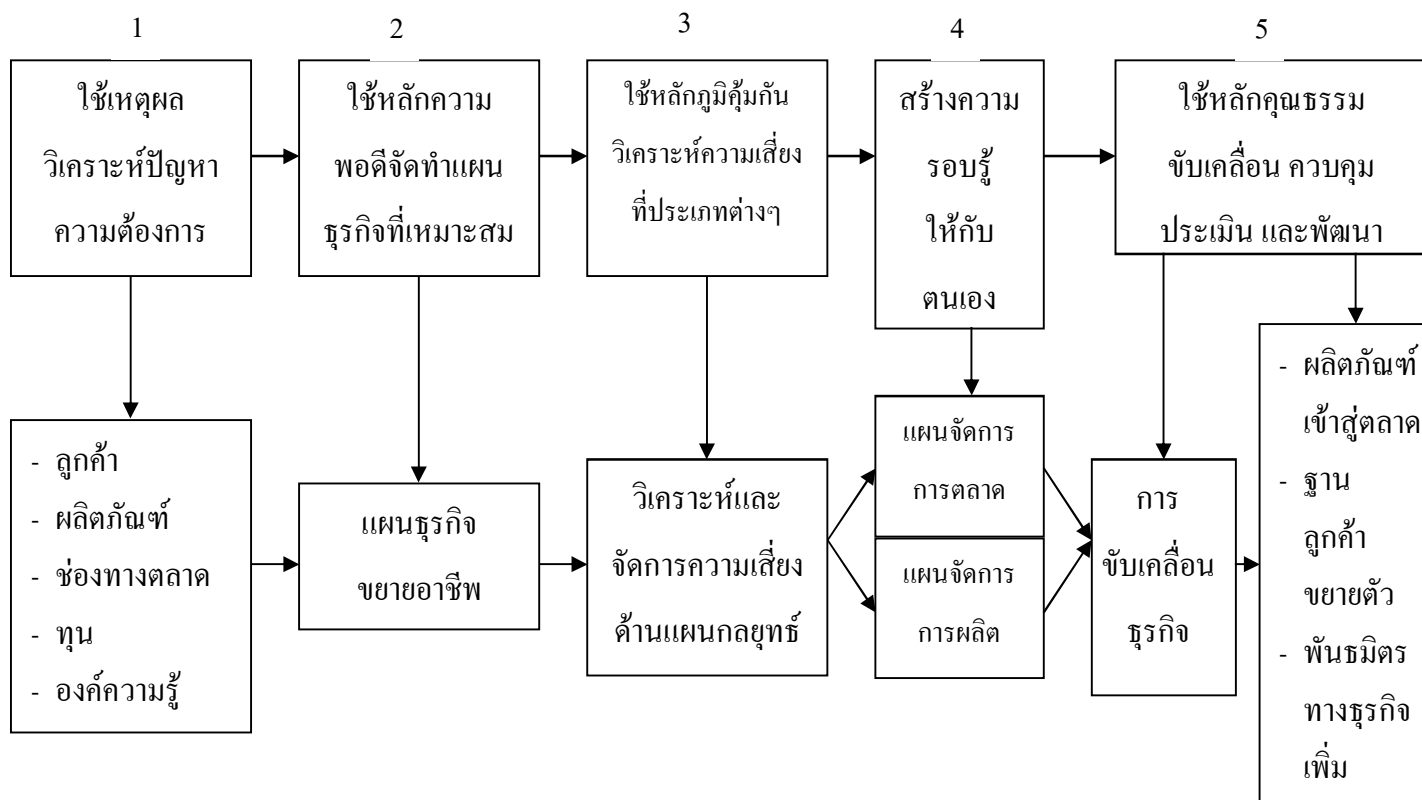 1
2
3
4
5
ใช้เหตุผล
วิเคราะห์ปัญหา
ความต้องการ
ใช้หลักความ
พอดีจัดทำแผน
ธุรกิจที่เหมาะสม
ใช้หลักภูมิคุ้มกัน
วิเคราะห์ความเสี่ยง
ที่ประเภทต่างๆ
สร้างความ
รอบรู้
ให้กับ
ตนเอง
ใช้หลักคุณธรรม
ขับเคลื่อน ควบคุม
ประเมิน และพัฒนา
- ลูกค้า
- ผลิตภัณฑ์
- ช่องทางตลาด
- ทุน
- องค์ความรู้
แผนธุรกิจ
ขยายอาชีพ
วิเคราะห์และ
จัดการความเสี่ยง
ด้านแผนกลยุทธ์
แผนจัดการ
การตลาด
แผนจัดการ
การผลิต
การ
ขับเคลื่อน
ธุรกิจ
- ผลิตภัณฑ์
เข้าสู่ตลาด
- ฐาน
ลูกค้า
ขยายตัว
- พันธมิตร
ทางธุรกิจ
เพิ่ม